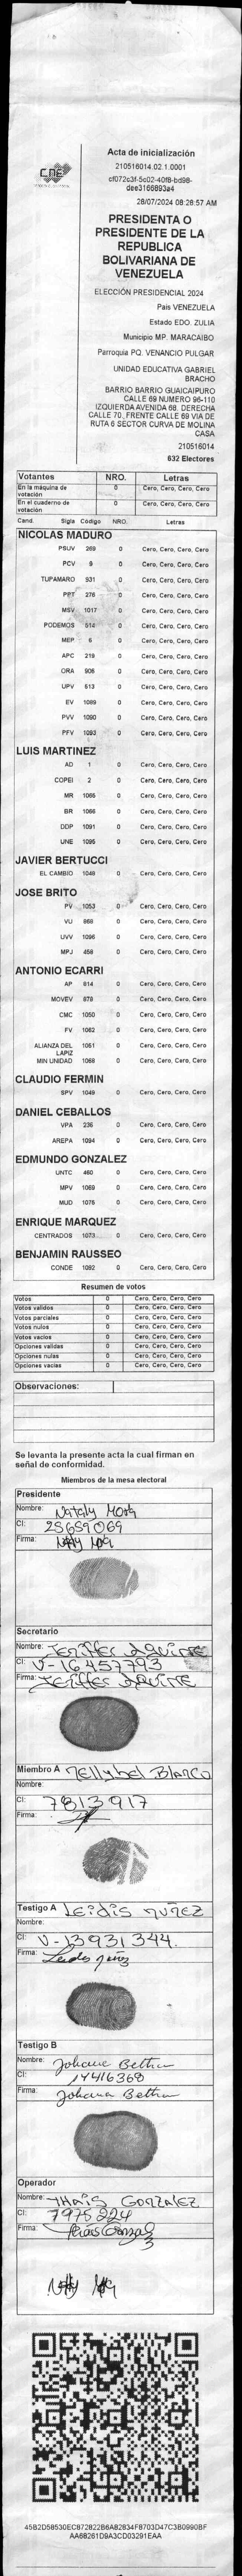 CNE
Acta de inicialización
210516014.02.1.0001
cf072c3f-5c02-40f8-bd98-
dee3166893a4
28/07/2024 08:28:57 AM
PRESIDENTA O
PRESIDENTE DE LA
REPUBLICA
BOLIVARIANA DE
VENEZUELA
ELECCIÓN PRESIDENCIAL 2024
Pais VENEZUELA
Estado EDO. ZULIA
Municipio MP. MARACAIBO
Parroquia PQ. VENANCIO PULGAR
UNIDAD EDUCATIVA GABRIEL
BRACHO
BARRIO BARRIO GUAICAIPURO
CALLE 69 NUMERO 96-110
IZQUIERDA AVENIDA 68. DERECHA
CALLE 70. FRENTE CALLE 69 VIA DE
RUTA 6 SECTOR CURVA DE MOLINA
CASA
210516014
632 Electores
Votantes NRO. Letras
En la máquina de votación 0 Cero, Cero, Cero, Cero
En el cuaderno de votación 0 Cero, Cero, Cero, Cero
Cand. Sigla Código NRO. Letras
NICOLAS MADURO
PSUV 269 0 Cero, Cero, Cero, Cero
PCV 9 0 Cero, Cero, Cero, Cero
TUPAMARO 931 0 Cero, Cero, Cero, Cero
PPT 276 0 Cero, Cero, Cero, Cero
MSV 1017 0 Cero, Cero, Cero, Cero
PODEMOS 514 0 Cero, Cero, Cero, Cero
MEP 6 0 Cero, Cero, Cero, Cero
APC 219 0 Cero, Cero, Cero, Cero
ORA 906 0 Cero, Cero, Cero, Cero
UPV 513 0 Cero, Cero, Cero, Cero
EV 1089 0 Cero, Cero, Cero, Cero
PVV 1090 0 Cero, Cero, Cero, Cero
PFV 1093 0 Cero, Cero, Cero, Cero
LUIS MARTINEZ
AD 1 0 Cero, Cero, Cero, Cero
COPEI 2 0 Cero, Cero, Cero, Cero
MR 1065 0 Cero, Cero, Cero, Cero
BR 1066 0 Cero, Cero, Cero, Cero
DDP 1091 0 Cero, Cero, Cero, Cero
UNE 1095 0 Cero, Cero, Cero, Cero
JAVIER BERTUCCI
EL CAMBIO 1049 0 Cero, Cero, Cero, Cero
JOSE BRITO
PV 1053 0 Cero, Cero, Cero, Cero
VU 868 0 Cero, Cero, Cero, Cero
UVV 1096 0 Cero, Cero, Cero, Cero
MPJ 458 0 Cero, Cero, Cero, Cero
ANTONIO ECARRI
AP 814 0 Cero, Cero, Cero, Cero
MOVEV 878 0 Cero, Cero, Cero, Cero
CMC 1050 0 Cero, Cero, Cero, Cero
FV 1062 0 Cero, Cero, Cero, Cero
ALIANZA DEL LAPIZ 1061 0 Cero, Cero, Cero, Cero
MIN UNIDAD 1068 0 Cero, Cero, Cero, Cero
CLAUDIO FERMIN
SPV 1049 0 Cero, Cero, Cero, Cero
DANIEL CEBALLOS
VPA 236 0 Cero, Cero, Cero, Cero
AREPA 1094 0 Cero, Cero, Cero, Cero
EDMUNDO GONZALEZ
UNTC 460 0 Cero, Cero, Cero, Cero
MPV 1069 0 Cero, Cero, Cero, Cero
MUD 1075 0 Cero, Cero, Cero, Cero
ENRIQUE MARQUEZ
CENTRADOS 1073 0 Cero, Cero, Cero, Cero
BENJAMIN RAUSSEO
CONDE 1092 0 Cero, Cero, Cero, Cero
Resumen de votos
Votos 0 Cero, Cero, Cero, Cero
Votos validos 0 Cero, Cero, Cero, Cero
Votos parciales 0 Cero, Cero, Cero, Cero
Votos nulos 0 Cero, Cero, Cero, Cero
Votos vacios 0 Cero, Cero, Cero, Cero
Opciones validas 0 Cero, Cero, Cero, Cero
Opciones nulas 0 Cero, Cero, Cero, Cero
Opciones vacias 0 Cero, Cero, Cero, Cero
Observaciones:
Se levanta la presente acta la cual firman en
señal de conformidad.
Miembros de la mesa electoral
Presidente
Nombre: Nataly Mora
CI: 25659069
Firma: Nataly Mora
Secretario
Nombre: Jeniffer Aguirre
CI: V-16457793
Firma: Jeniffer Aguirre
Miembro A Nellybel Blanco
Nombre:
CI: 7813917
Firma:
Testigo A Leidis Nuñez
Nombre:
CI: V-13931344.
Firma: Leides Nuñez
Testigo B
Nombre: Johana Beltran
CI: 14416368
Firma: Johana Beltran
Operador
Nombre: THAIS GONZALEZ
CI: 7975224
Firma: Thais Gonzalez
45B2D58530EC872822B6A82834F8703D47C3B0990BF
AA68261D9A3CD03291EAA